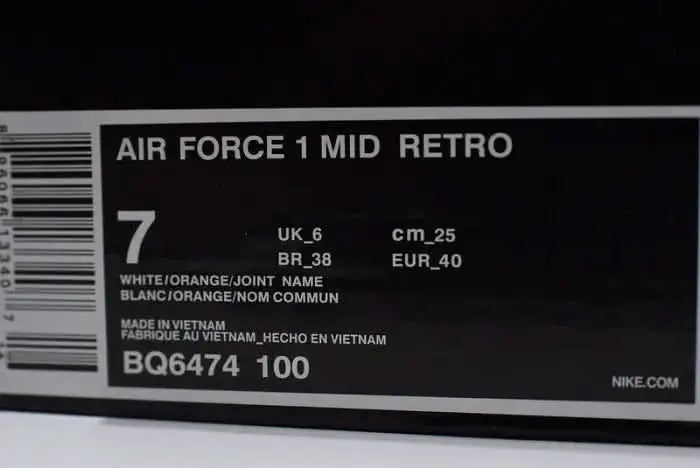 AIR FORCE 1 MID RETRO
7
UK_6 cm_25
BR_38 EUR_40
WHITE/ORANGE/JOINT NAME
BLANC/ORANGE/NOM COMMUN
MADE IN VIETNAM
FABRIQUE AU VIETNAM_HECHO EN VIETNAM
BQ6474 100
NIKE.COM